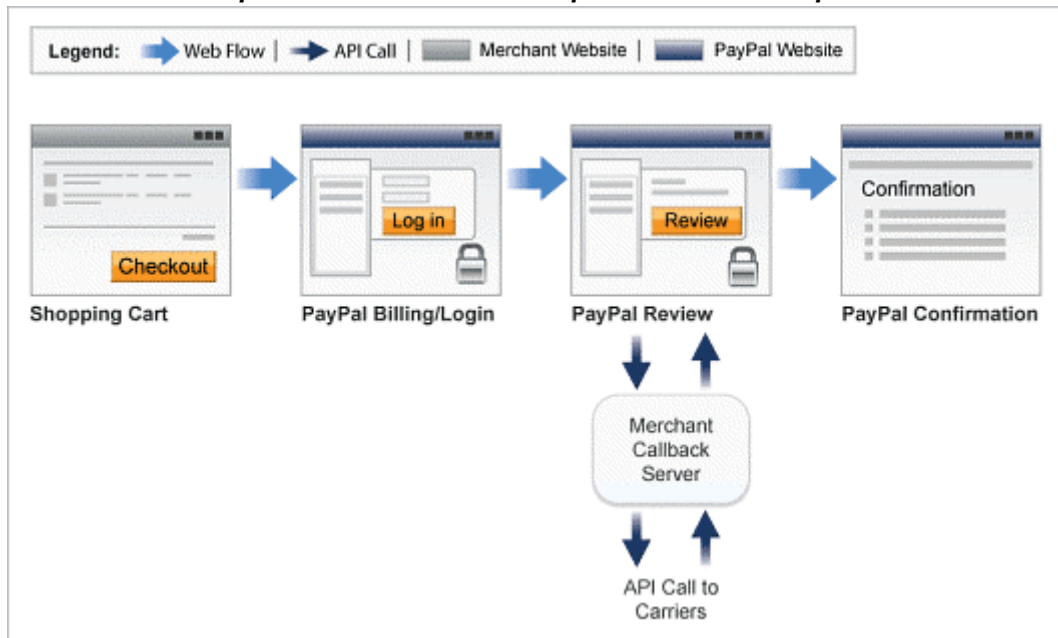 Legend: Web Flow | API Call | Merchant Website | PayPal Website
Checkout
Log in
Review
Confirmation
Shopping Cart
PayPal Billing/Login
PayPal Review
PayPal Confirmation
Merchant
Callback
Server
API Call to
Carriers